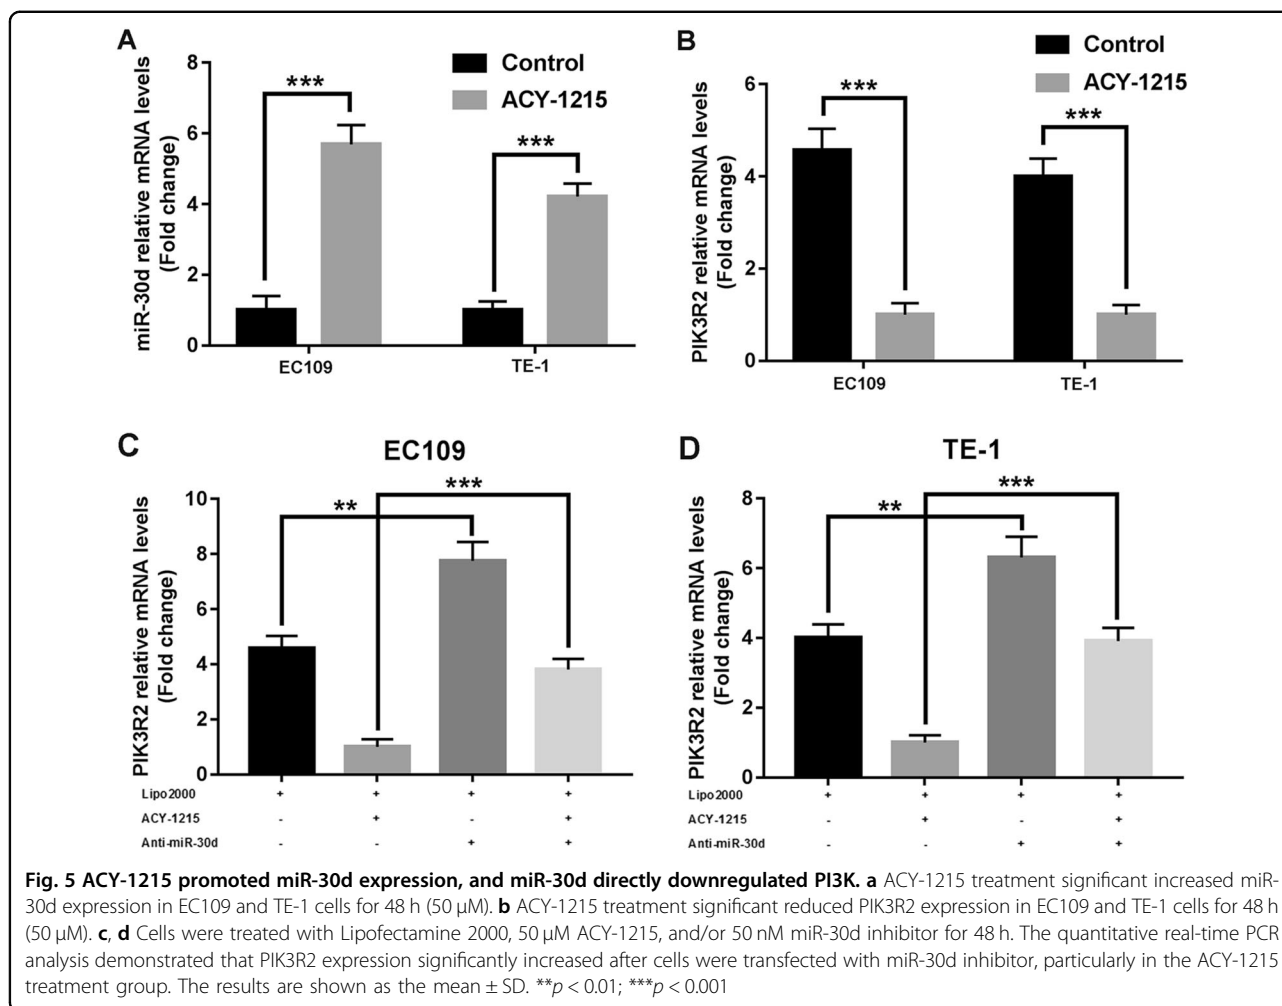 A
miR-30d relative mRNA levels
(Fold change)
8
6
4
2
0
***
***
Control
ACY-1215
EC109
TE-1
B
PIK3R2 relative mRNA levels
(Fold change)
6
4
2
0
***
***
Control
ACY-1215
EC109
TE-1
C
EC109
PIK3R2 relative mRNA levels
(Fold change)
10
8
6
4
2
0
**
***
Lipo2000 + + + +
ACY-1215 - + - +
Anti-miR-30d - - + +
D
TE-1
PIK3R2 relative mRNA levels
(Fold change)
8
6
4
2
0
**
***
Lipo2000 + + + +
ACY-1215 - + - +
Anti-miR-30d - - + +
Fig. 5 ACY-1215 promoted miR-30d expression, and miR-30d directly downregulated PI3K. a ACY-1215 treatment significant increased miR-
30d expression in EC109 and TE-1 cells for 48 h (50 μM). b ACY-1215 treatment significant reduced PIK3R2 expression in EC109 and TE-1 cells for 48 h
(50 μM). c, d Cells were treated with Lipofectamine 2000, 50 μM ACY-1215, and/or 50 nM miR-30d inhibitor for 48 h. The quantitative real-time PCR
analysis demonstrated that PIK3R2 expression significantly increased after cells were transfected with miR-30d inhibitor, particularly in the ACY-1215
treatment group. The results are shown as the mean ± SD. **p < 0.01; ***p < 0.001